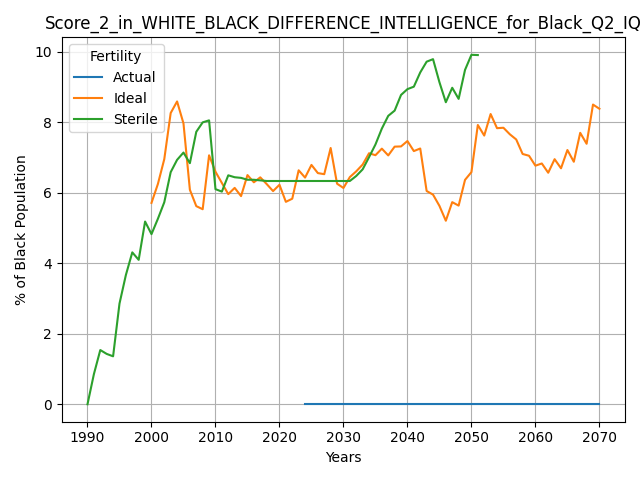 Score_2_in_WHITE_BLACK_DIFFERENCE_INTELLIGENCE_for_Black_Q2_IQ
Fertility
Actual
Ideal
Sterile
% of Black Population
10
8
6
4
2
0
1990 2000 2010 2020 2030 2040 2050 2060 2070
Years